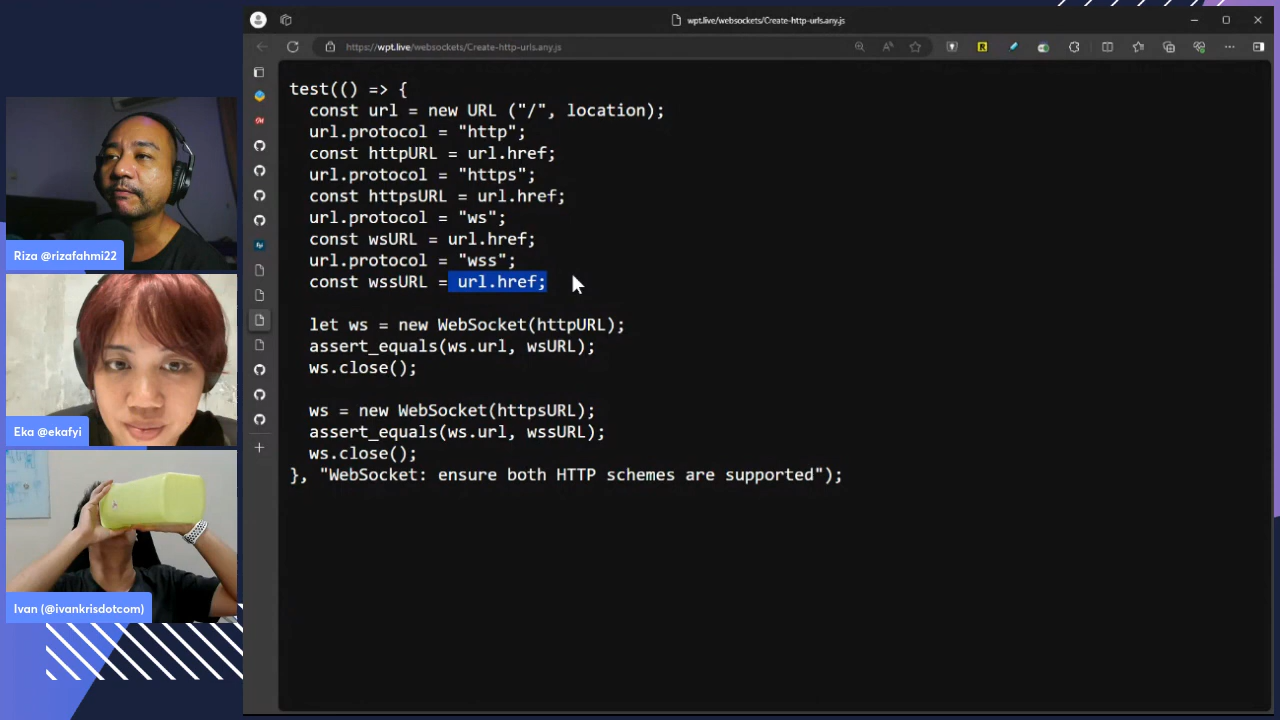 wpt.live/websockets/Create-http-urls.any.js
https://wpt.live/websockets/Create-http-urls.any.js
test(() => {
const url = new URL ("/", location);
url.protocol = "http";
const httpURL = url.href;
url.protocol = "https";
const httpsURL = url.href;
url.protocol = "ws";
const wsURL = url.href;
url.protocol = "wss";
const wssURL = url.href;
let ws = new WebSocket(httpURL);
assert_equals(ws.url, wsURL);
ws.close();
ws = new WebSocket(httpsURL);
assert_equals(ws.url, wssURL);
ws.close();
}, "WebSocket: ensure both HTTP schemes are supported");
Riza @rizafahmi22
Eka @ekafyi
Ivan (@ivankrisdotcom)